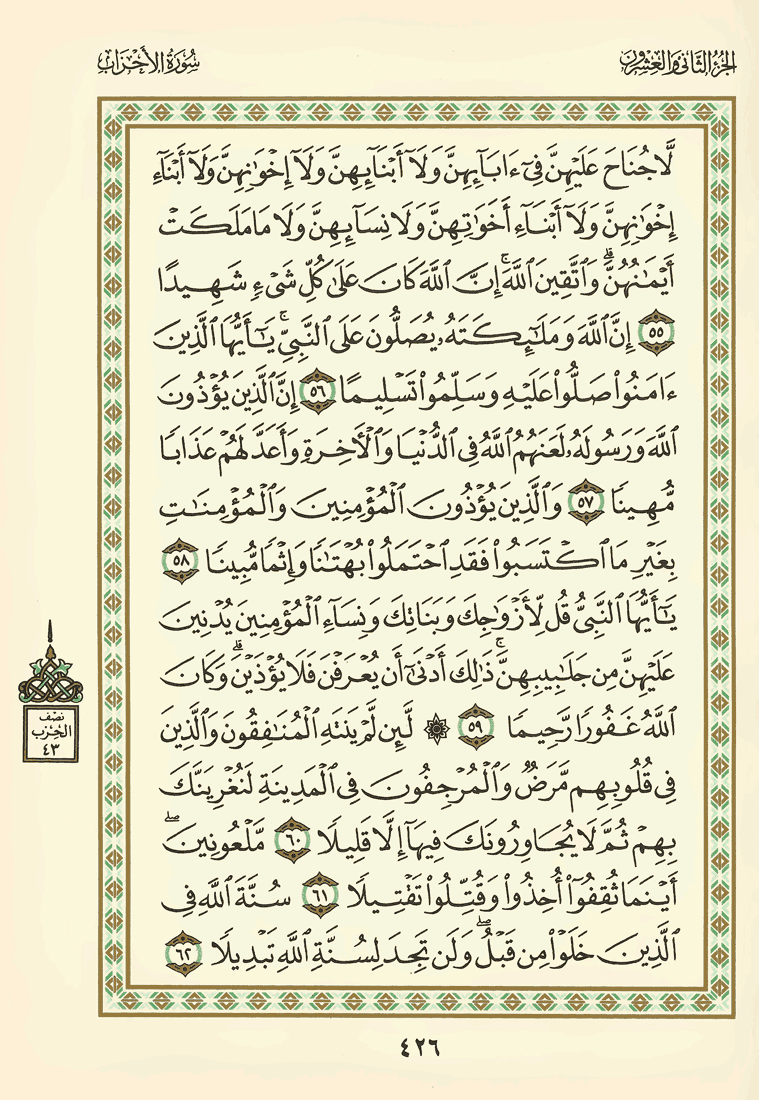 الجزء الثاني والعشرون
سورة الأحزاب
لَّا جُنَاحَ عَلَيْهِنَّ فِىٓ ءَابَآئِهِنَّ وَلَآ أَبْنَآئِهِنَّ وَلَآ إِخْوَٰنِهِنَّ وَلَآ أَبْنَآءِ
إِخْوَٰنِهِنَّ وَلَآ أَبْنَآءِ أَخَوَٰتِهِنَّ وَلَا نِسَآئِهِنَّ وَلَا مَا مَلَكَتْ
أَيْمَٰنُهُنَّ ۗ وَٱتَّقِينَ ٱللَّهَ ۚ إِنَّ ٱللَّهَ كَانَ عَلَىٰ كُلِّ شَىْءٍ شَهِيدًا
٥٥ إِنَّ ٱللَّهَ وَمَلَٰٓئِكَتَهُۥ يُصَلُّونَ عَلَى ٱلنَّبِىِّ ۚ يَٰٓأَيُّهَا ٱلَّذِينَ
ءَامَنُوا۟ صَلُّوا۟ عَلَيْهِ وَسَلِّمُوا۟ تَسْلِيمًا ٥٦ إِنَّ ٱلَّذِينَ يُؤْذُونَ
ٱللَّهَ وَرَسُولَهُۥ لَعَنَهُمُ ٱللَّهُ فِى ٱلدُّنْيَا وَٱلْءَاخِرَةِ وَأَعَدَّ لَهُمْ عَذَابًا
مُّهِينًا ٥٧ وَٱلَّذِينَ يُؤْذُونَ ٱلْمُؤْمِنِينَ وَٱلْمُؤْمِنَٰتِ
بِغَيْرِ مَا ٱكْتَسَبُوا۟ فَقَدِ ٱحْتَمَلُوا۟ بُهْتَٰنًا وَإِثْمًا مُّبِينًا ٥٨
يَٰٓأَيُّهَا ٱلنَّبِىُّ قُل لِّأَزْوَٰجِكَ وَبَنَاتِكَ وَنِسَآءِ ٱلْمُؤْمِنِينَ يُدْنِينَ
عَلَيْهِنَّ مِن جَلَٰبِيبِهِنَّ ۚ ذَٰلِكَ أَدْنَىٰٓ أَن يُعْرَفْنَ فَلَا يُؤْذَيْنَ ۗ وَكَانَ
ٱللَّهُ غَفُورًا رَّحِيمًا ٥٩ ۞ لَّئِن لَّمْ يَنتَهِ ٱلْمُنَٰفِقُونَ وَٱلَّذِينَ
فِى قُلُوبِهِم مَّرَضٌ وَٱلْمُرْجِفُونَ فِى ٱلْمَدِينَةِ لَنُغْرِيَنَّكَ
بِهِمْ ثُمَّ لَا يُجَاوِرُونَكَ فِيهَآ إِلَّا قَلِيلًا ٦٠ مَّلْعُونِينَ ۖ
أَيْنَمَا ثُقِفُوٓا۟ أُخِذُوا۟ وَقُتِّلُوا۟ تَقْتِيلًا ٦١ سُنَّةَ ٱللَّهِ فِى
ٱلَّذِينَ خَلَوْا۟ مِن قَبْلُ ۖ وَلَن تَجِدَ لِسُنَّةِ ٱللَّهِ تَبْدِيلًا ٦٢
نصف
الحزب
٤٣
٤٢٦